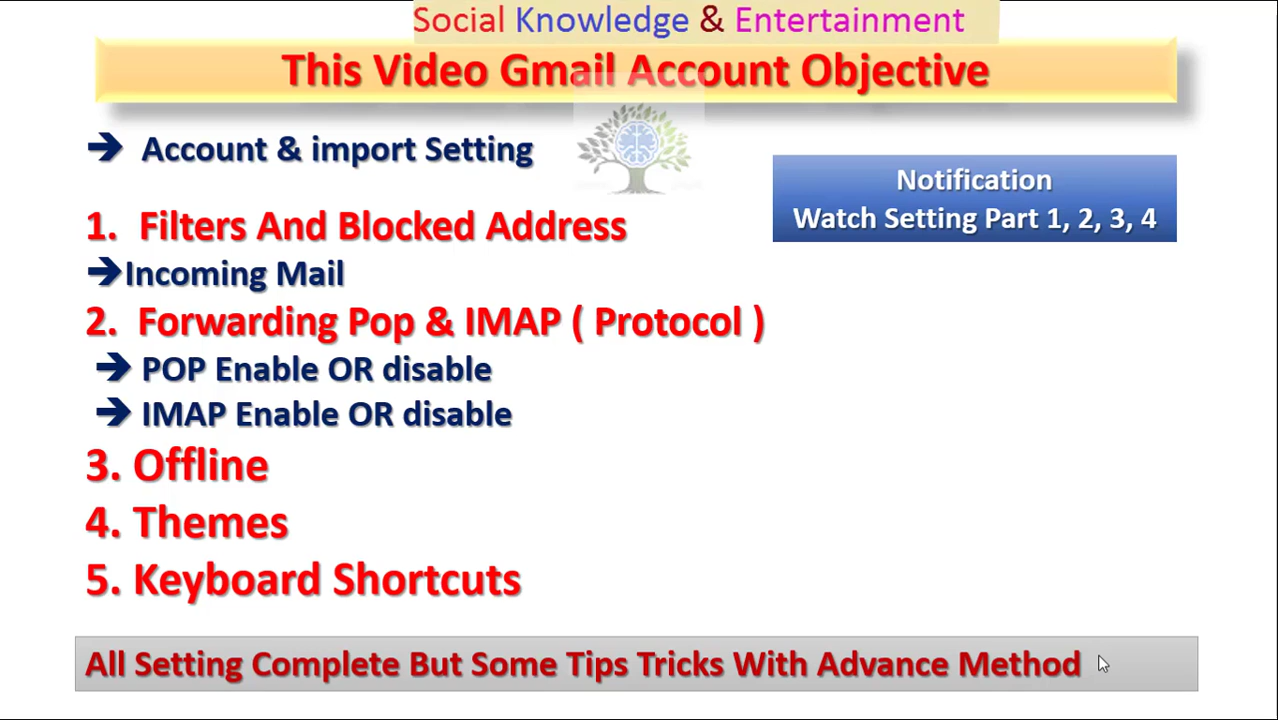 Social Knowledge & Entertainment
This Video Gmail Account Objective
➔ Account & import Setting
Notification
Watch Setting Part 1, 2, 3, 4
1. Filters And Blocked Address
➔Incoming Mail
2. Forwarding Pop & IMAP ( Protocol )
➔ POP Enable OR disable
➔ IMAP Enable OR disable
3. Offline
4. Themes
5. Keyboard Shortcuts
All Setting Complete But Some Tips Tricks With Advance Method